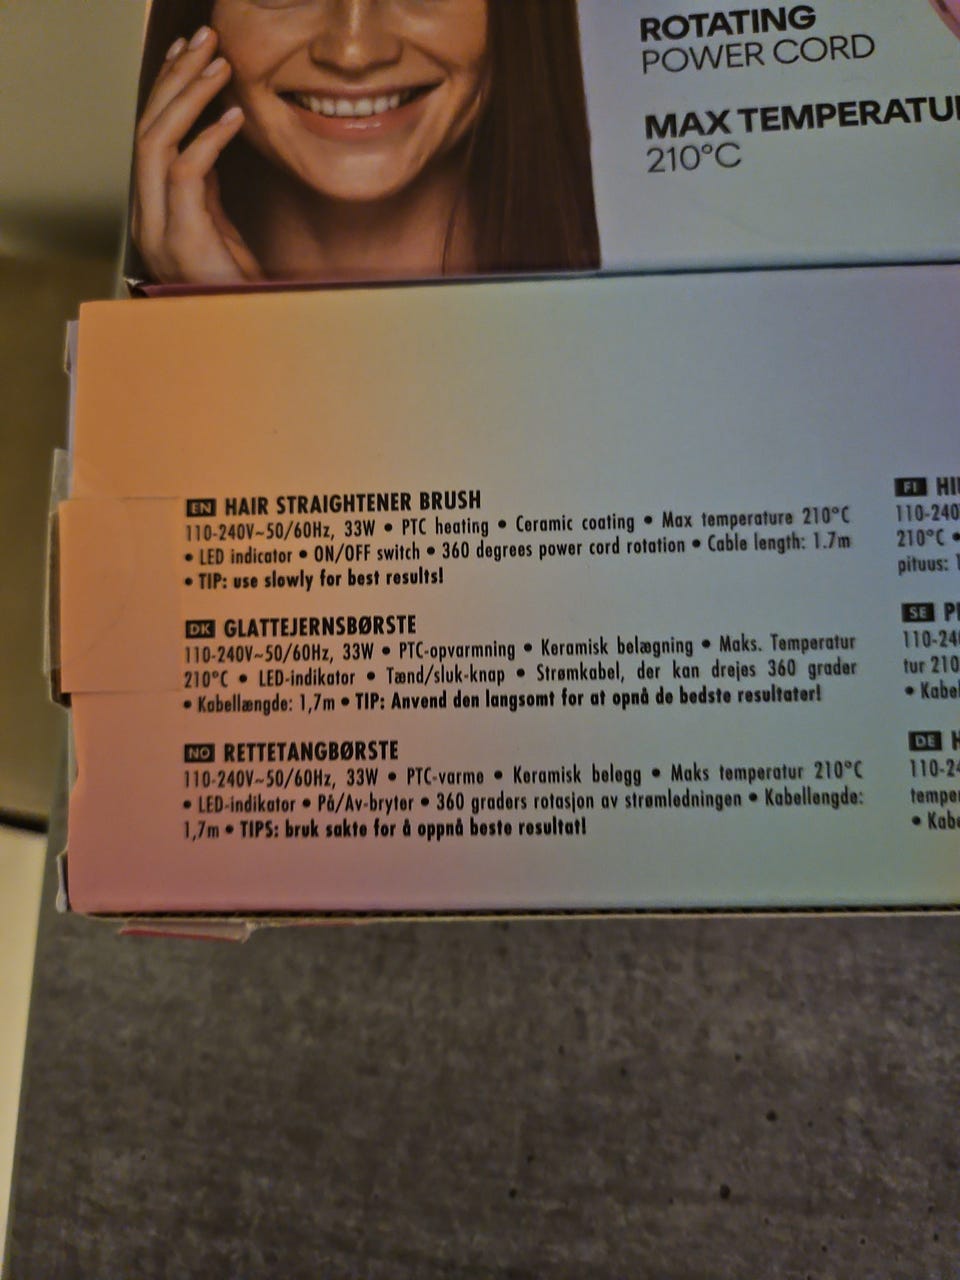 ROTATING
POWER CORD
MAX TEMPERATU
210°C
EN HAIR STRAIGHTENER BRUSH
110-240V~50/60Hz, 33W • PTC heating • Ceramic coating • Max temperature 210°C
• LED indicator • ON/OFF switch • 360 degrees power cord rotation • Cable length: 1.7m
• TIP: use slowly for best results!
DK GLATTEJERNSBØRSTE
110-240V~50/60Hz, 33W • PTC-opvarmning • Keramisk belægning • Maks. Temperatur
210°C • LED-indikator • Tænd/sluk-knap • Strømkabel, der kan drejes 360 grader
• Kabellængde: 1,7m • TIP: Anvend den langsomt for at opnå de bedste resultater!
NO RETTETANGBØRSTE
110-240V~50/60Hz, 33W • PTC-varme • Keramisk belegg • Maks temperatur 210°C
• LED-indikator • På/Av-bryter • 360 graders rotasjon av strømledningen • Kabellengde:
1,7m • TIPS: bruk sakte for å oppnå beste resultat!
FI HI
110-240
210°C •
pituus: 1
SE P
110-24
tur 210
• Kabel
DE H
110-2
tempe
• Kab